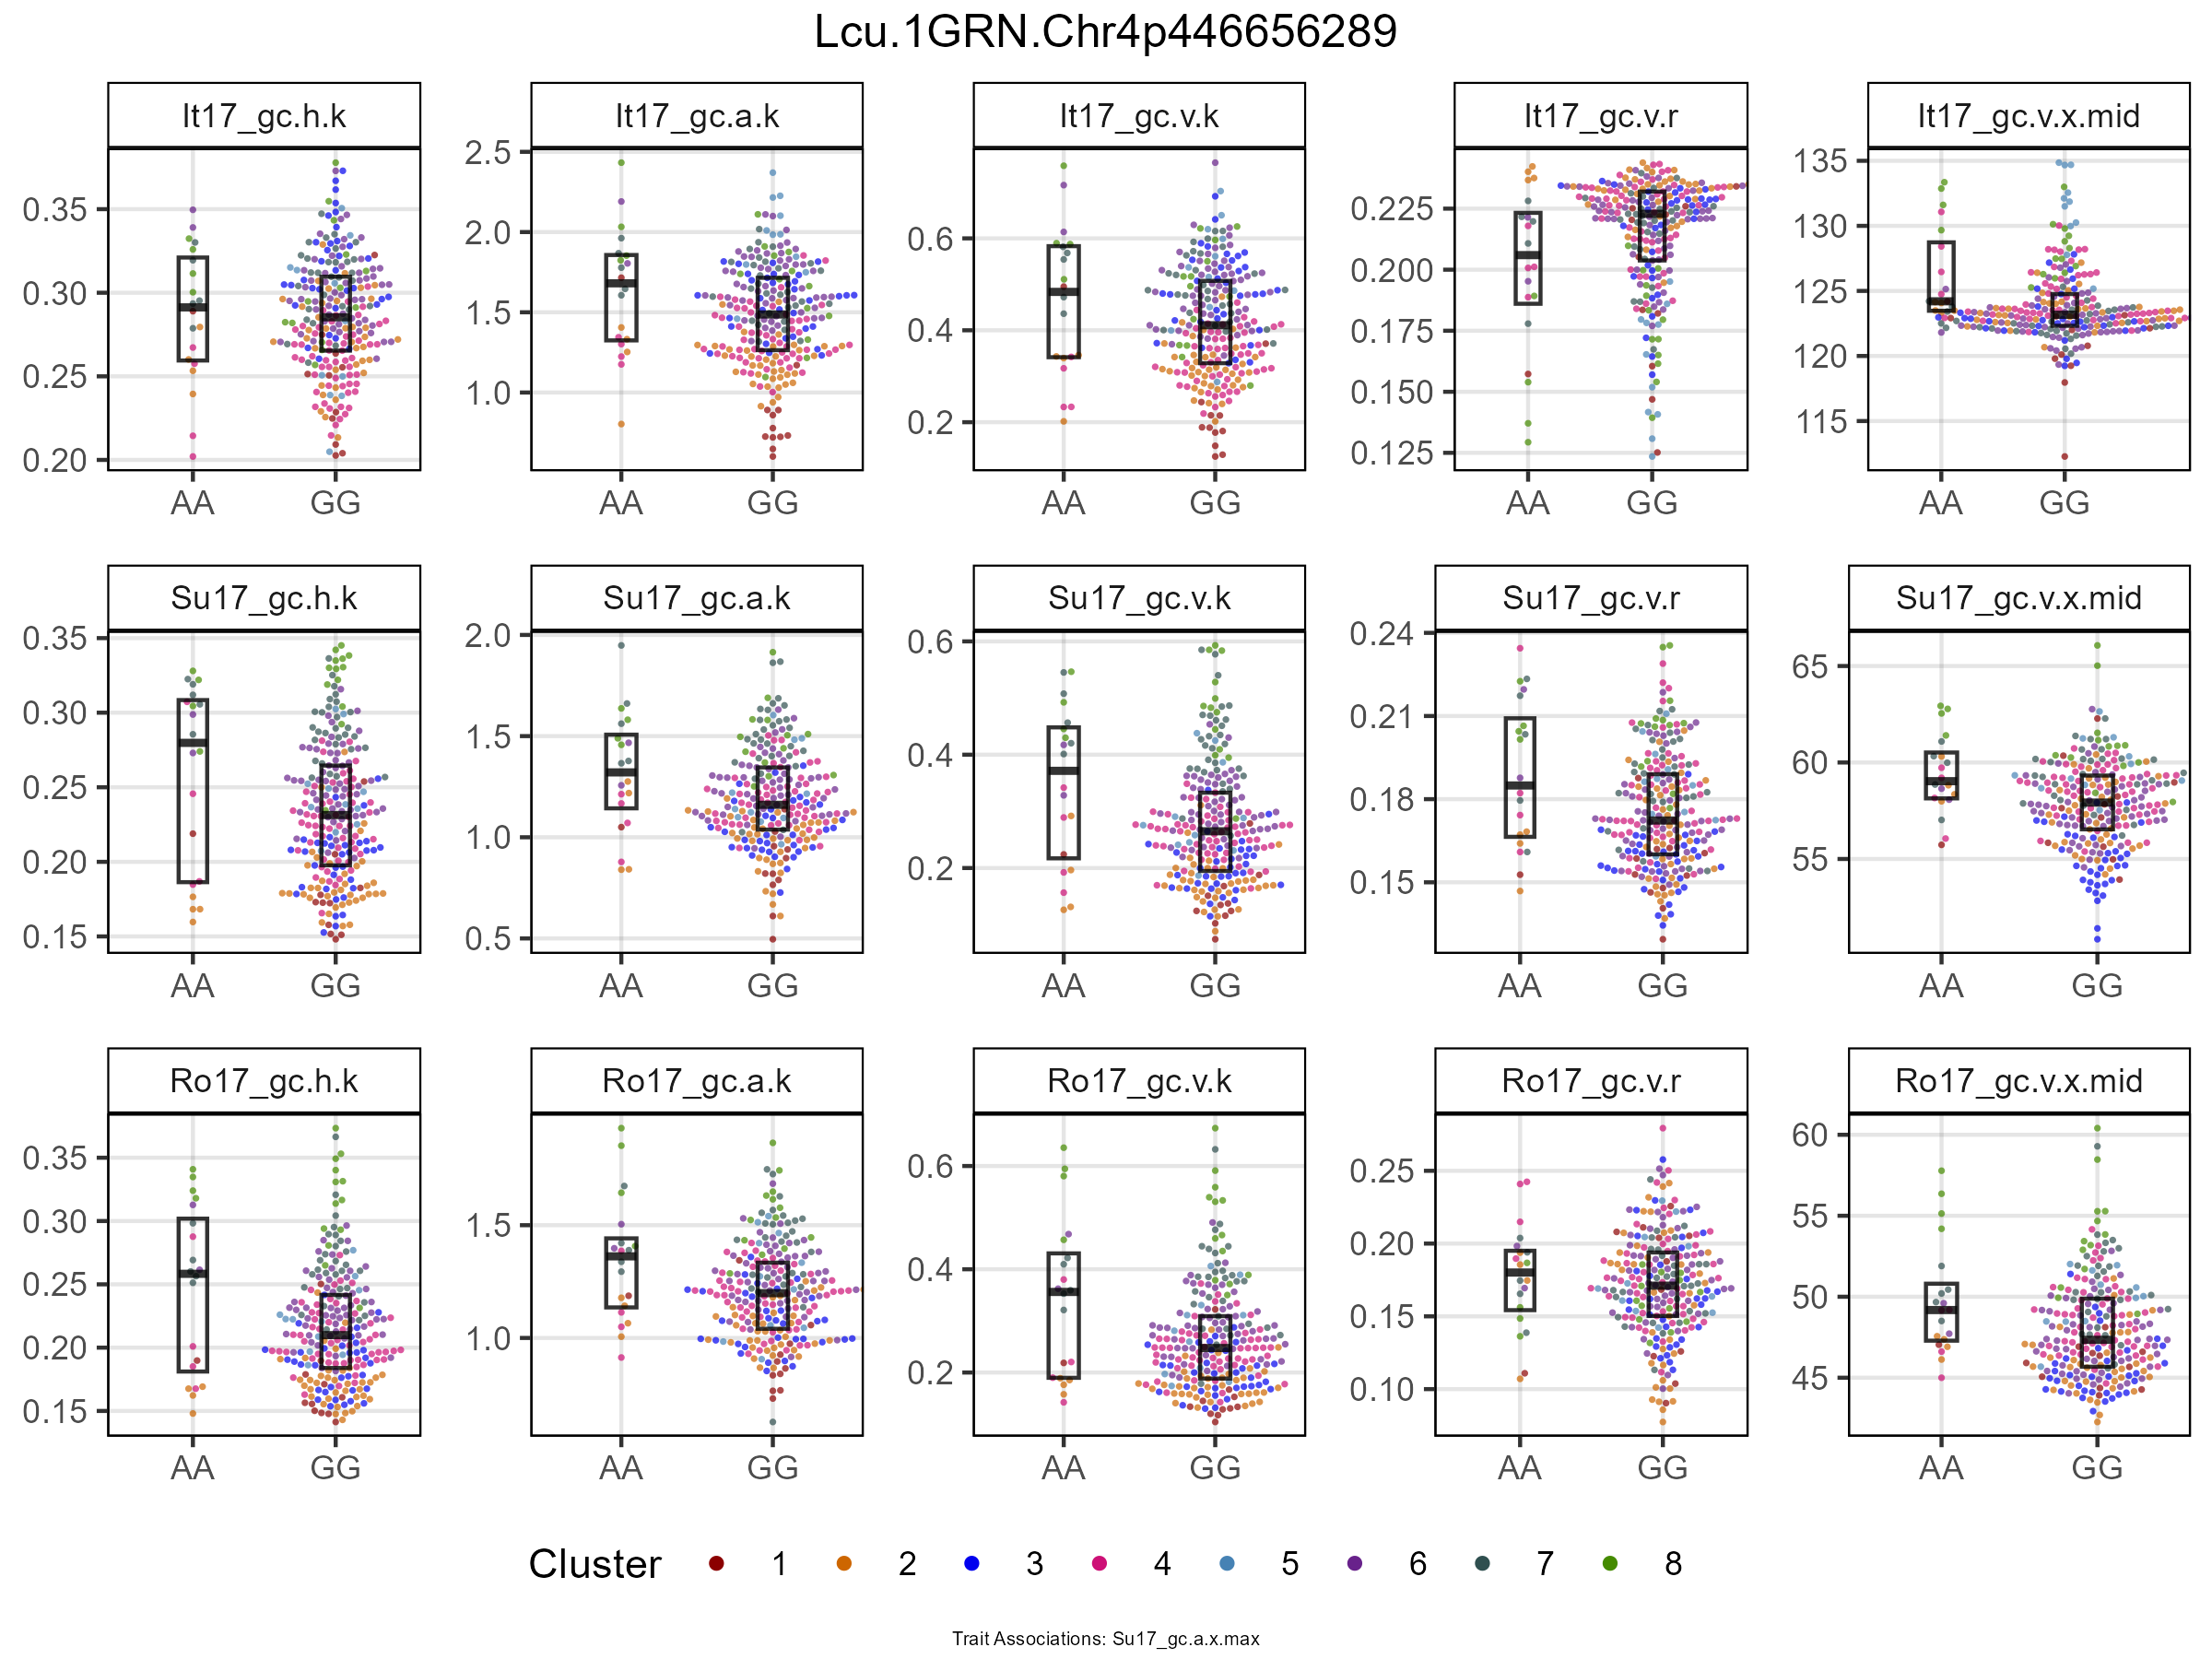 Lcu.1GRN.Chr4p446656289
It17_gc.h.k It17_gc.a.k It17_gc.v.k It17_gc.v.r It17_gc.v.x.mid
0.35 0.30 0.25 0.20 2.5 2.0 1.5 1.0 0.6 0.4 0.2 0.225 0.200 0.175 0.150 0.125 135 130 125 120 115
AA GG AA GG AA GG AA GG AA GG
Su17_gc.h.k Su17_gc.a.k Su17_gc.v.k Su17_gc.v.r Su17_gc.v.x.mid
0.35 0.30 0.25 0.20 0.15 2.0 1.5 1.0 0.5 0.6 0.4 0.2 0.24 0.21 0.18 0.15 65 60 55
AA GG AA GG AA GG AA GG AA GG
Ro17_gc.h.k Ro17_gc.a.k Ro17_gc.v.k Ro17_gc.v.r Ro17_gc.v.x.mid
0.35 0.30 0.25 0.20 0.15 1.5 1.0 0.6 0.4 0.2 0.25 0.20 0.15 0.10 60 55 50 45
AA GG AA GG AA GG AA GG AA GG
Cluster 1 2 3 4 5 6 7 8
Trait Associations: Su17_gc.a.x.max